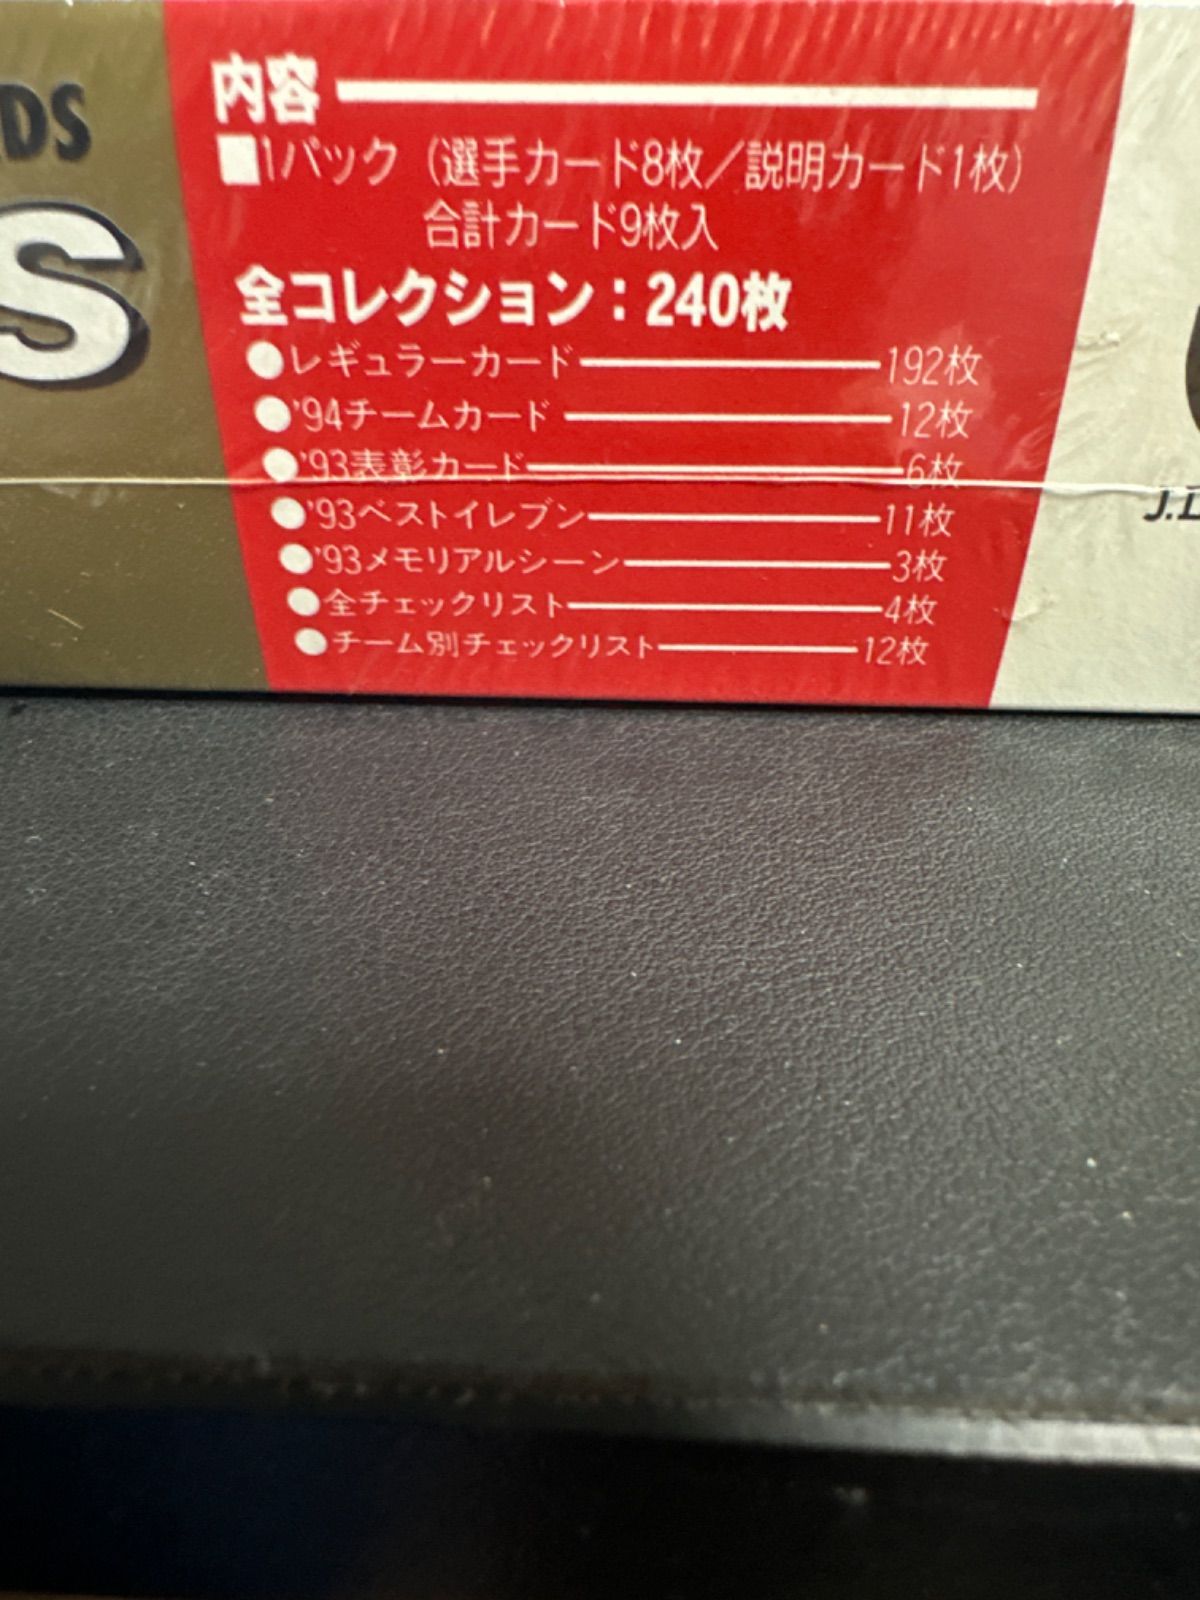 DS
S
内容
■1パック（選手カード8枚／説明カード1枚）
合計カード9枚入
全コレクション：240枚
●レギュラーカード 192枚
●'94チームカード 12枚
●'93表彰カード 6枚
●'93ベストイレブン 11枚
●'93メモリアルシーン 3枚
●全チェックリスト 4枚
●チーム別チェックリスト 12枚